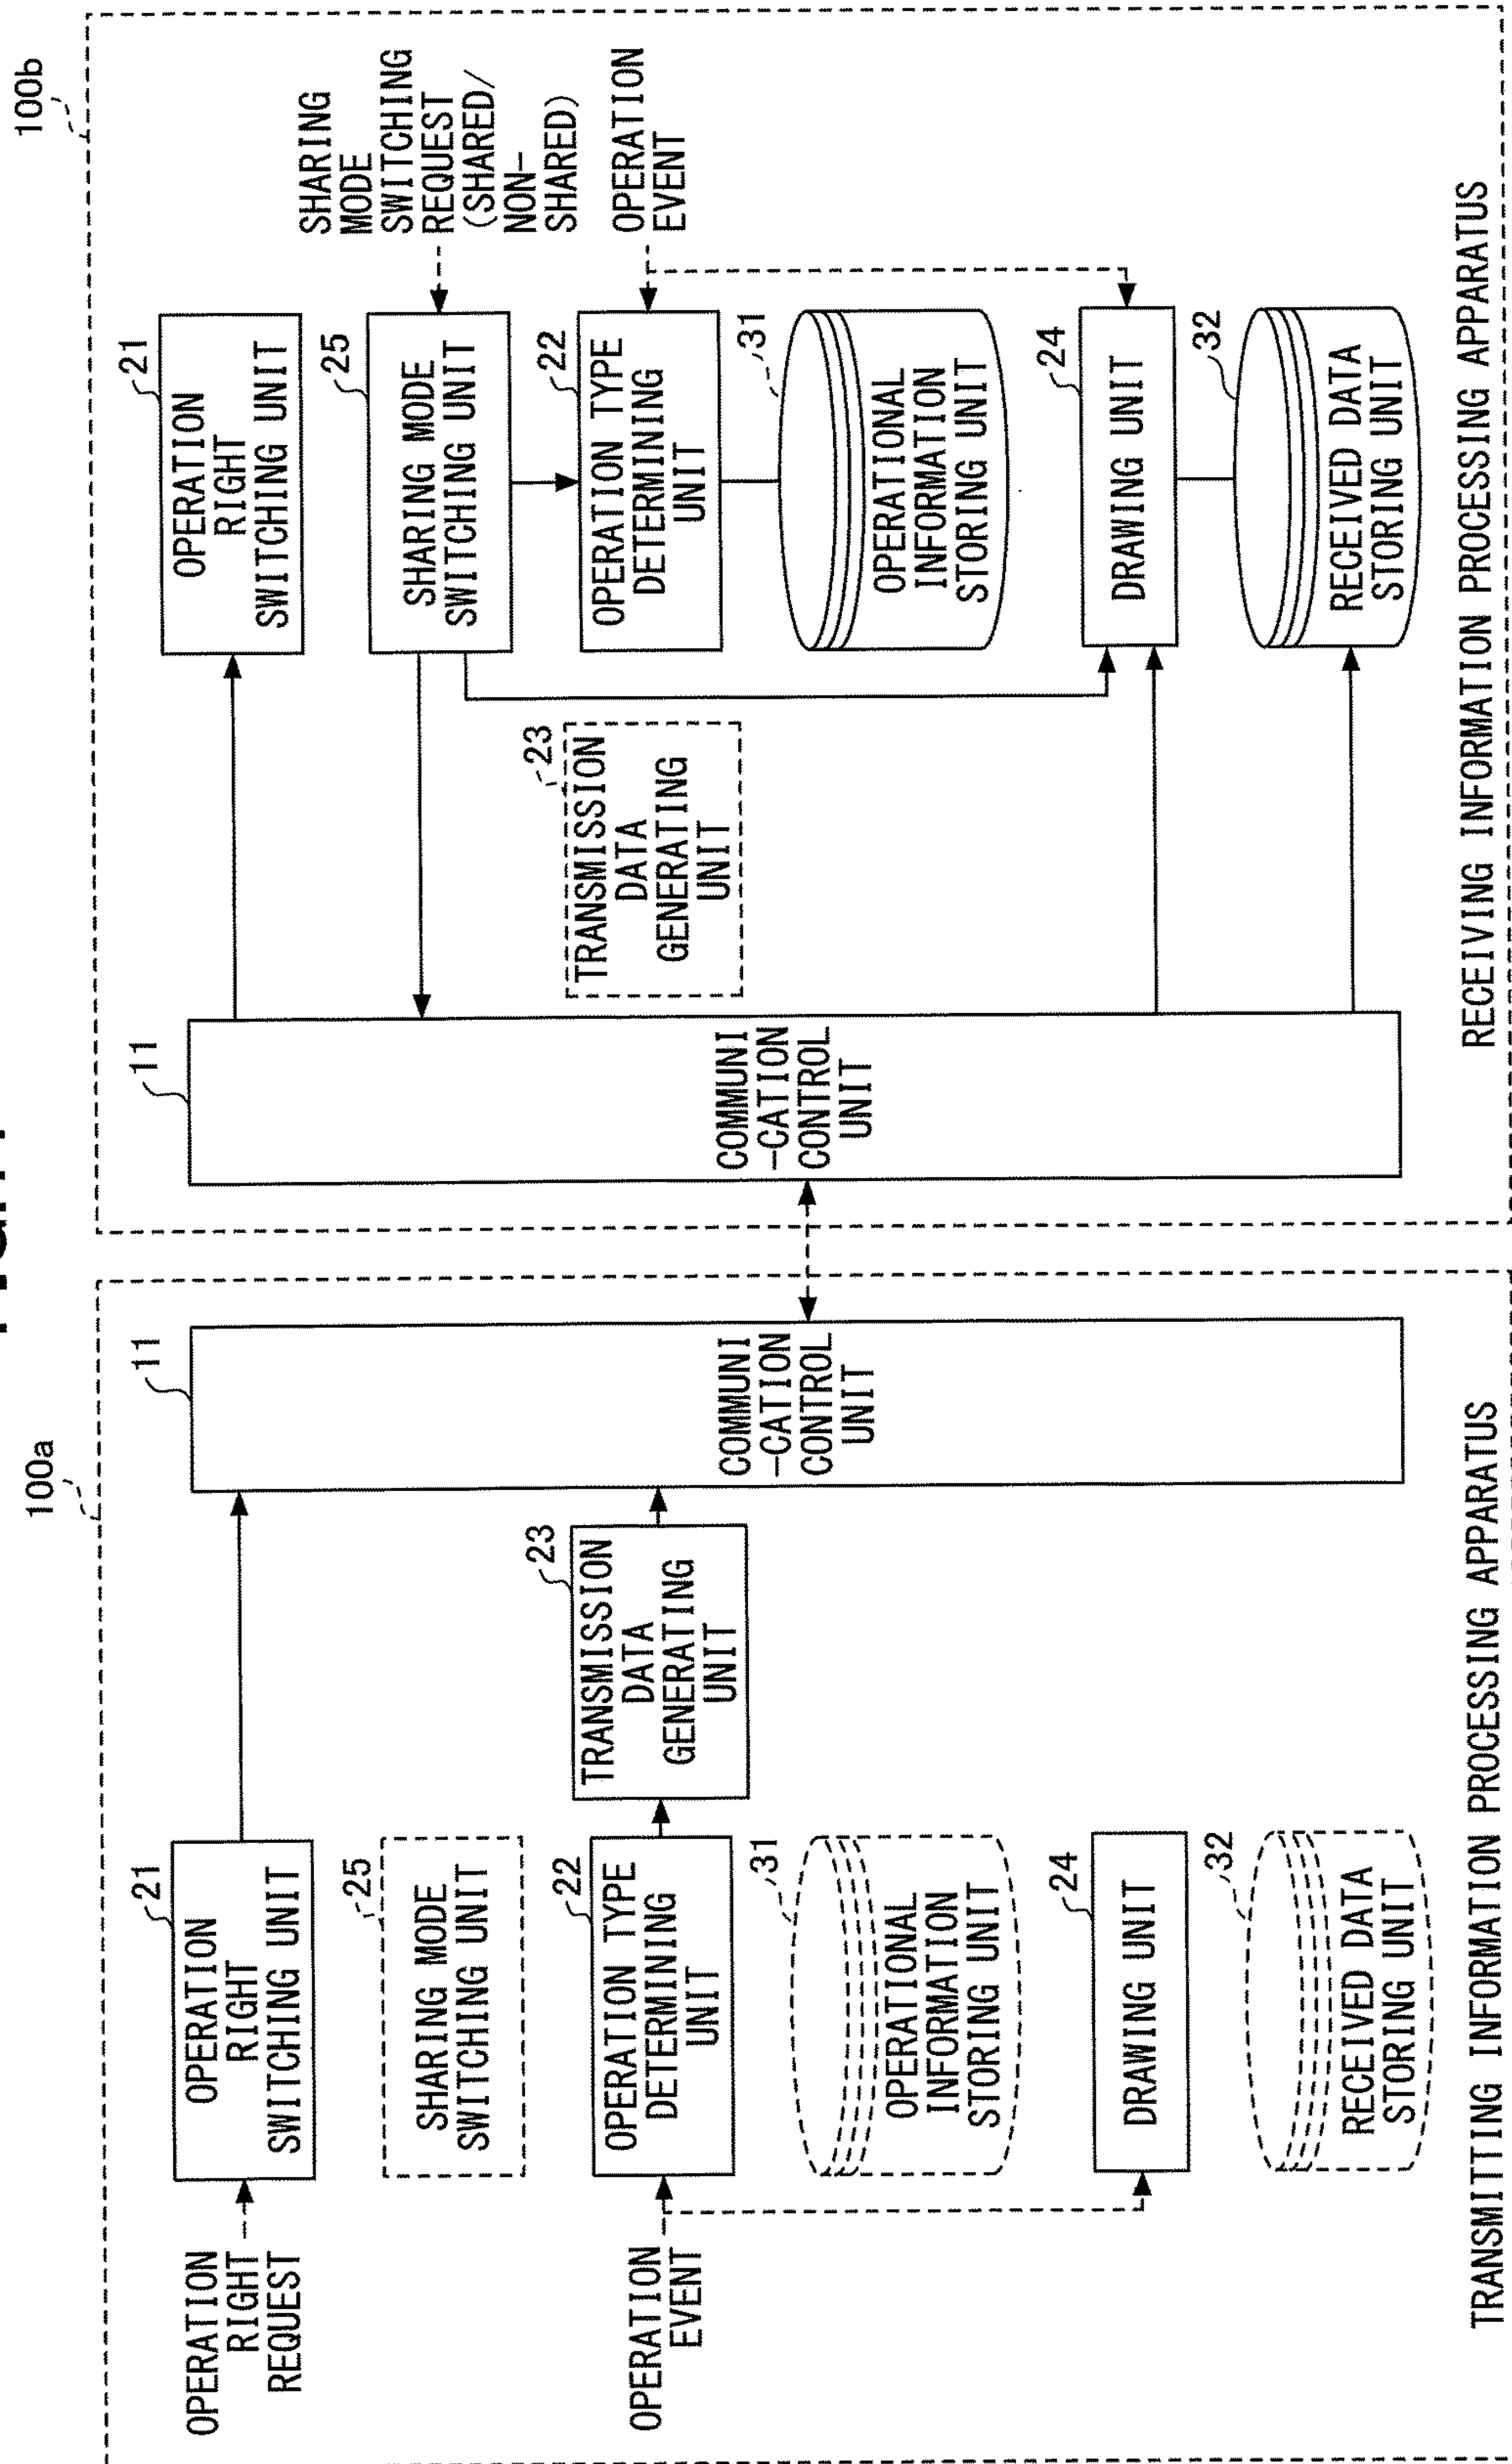 100a
OPERATION
RIGHT
REQUEST
21
OPERATION
RIGHT
SWITCHING UNIT
25
SHARING MODE
SWITCHING UNIT
OPERATION
EVENT
22
OPERATION TYPE
DETERMINING
UNIT
23
TRANSMISSION
DATA
GENERATING
UNIT
31
OPERATIONAL
INFORMATION
STORING UNIT
24
DRAWING UNIT
32
RECEIVED DATA
STORING UNIT
11
COMMUNI
-CATION
CONTROL
UNIT
TRANSMITTING INFORMATION PROCESSING APPARATUS
100b
11
COMMUNI
-CATION
CONTROL
UNIT
21
OPERATION
RIGHT
SWITCHING UNIT
25
SHARING MODE
SWITCHING UNIT
SHARING
MODE
SWITCHING
REQUEST
(SHARED/
NON-
SHARED)
23
TRANSMISSION
DATA
GENERATING
UNIT
22
OPERATION TYPE
DETERMINING
UNIT
OPERATION
EVENT
31
OPERATIONAL
INFORMATION
STORING UNIT
24
DRAWING UNIT
32
RECEIVED DATA
STORING UNIT
RECEIVING INFORMATION PROCESSING APPARATUS